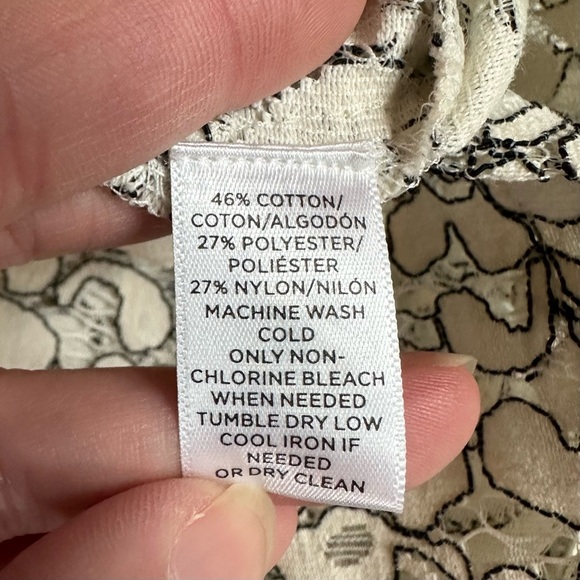 46% COTTON/
COTON/ALGODÓN
27% POLYESTER/
POLIÉSTER
27% NYLON/NILÓN
MACHINE WASH
COLD
ONLY NON-
CHLORINE BLEACH
WHEN NEEDED
TUMBLE DRY LOW
COOL IRON IF
NEEDED
OR DRY CLEAN